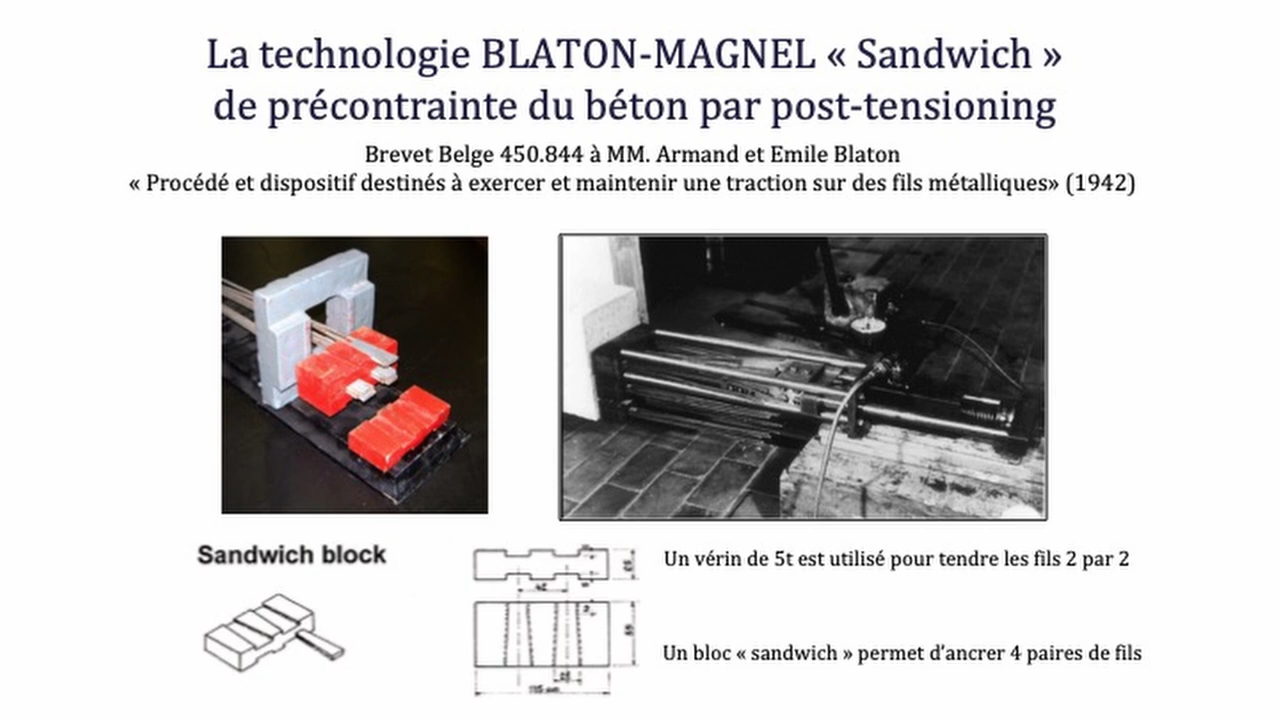 La technologie BLATON-MAGNEL « Sandwich »
de précontrainte du béton par post-tensioning
Brevet Belge 450.844 à MM. Armand et Emile Blaton
« Procédé et dispositif destinés à exercer et maintenir une traction sur des fils métalliques» (1942)
Sandwich block
Un vérin de 5t est utilisé pour tendre les fils 2 par 2
Un bloc « sandwich » permet d'ancrer 4 paires de fils